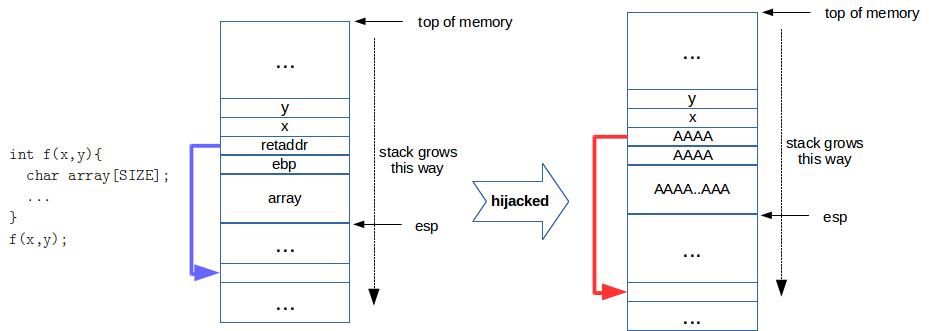 int f(x,y){
char array[SIZE];
...
}
f(x,y);
top of memory
...
y
x
retaddr
ebp
array
esp
...
...
stack grows
this way
hijacked
top of memory
...
y
x
AAAA
AAAA
AAAA..AAA
esp
...
...
stack grows
this way